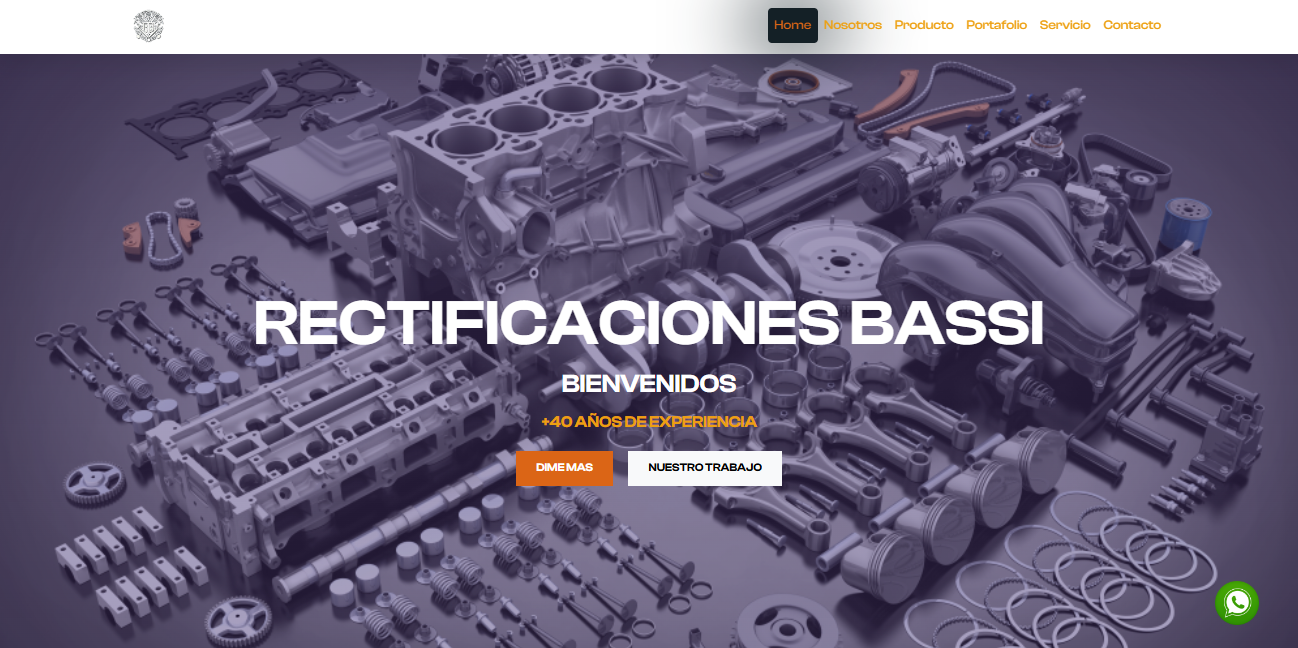 Home Nosotros Producto Portafolio Servicio Contacto
RECTIFICACIONES BASSI
BIENVENIDOS
+40 AÑOS DE EXPERIENCIA
DIME MAS NUESTRO TRABAJO